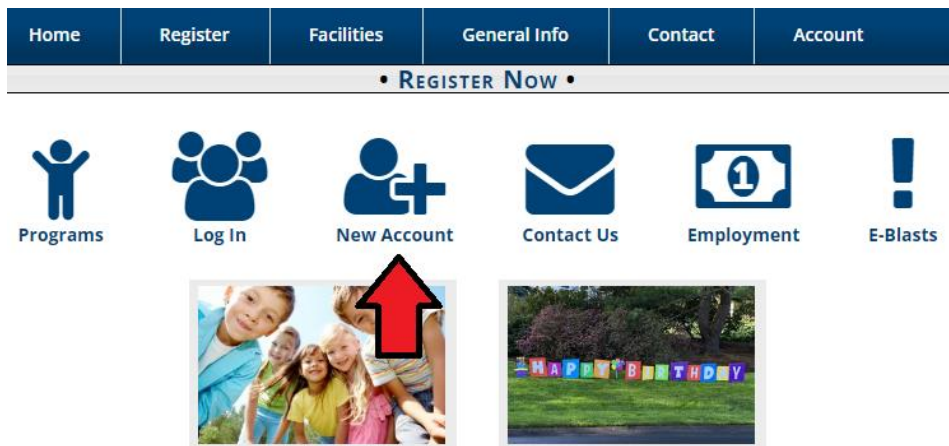 Home Register Facilities General Info Contact Account
• Register Now •
1
Programs Log In New Account Contact Us Employment E-Blasts
HAPPY BIRTHDAY